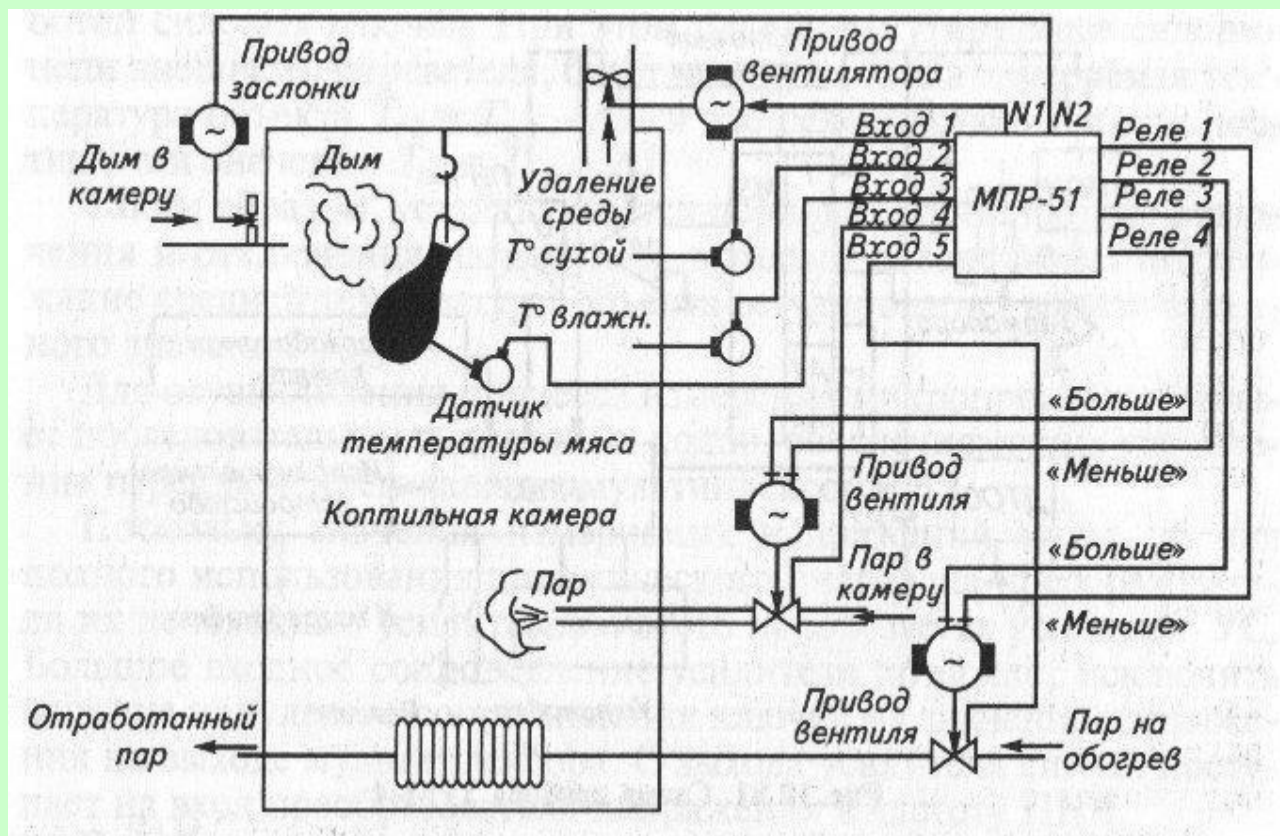 Привод
заслонки
Дым в
камеру
Дым
Удаление
среды
Привод
вентилятора
N1 N2
МПР-51
Вход 1
Вход 2
Вход 3
Вход 4
Вход 5
Реле 1
Реле 2
Реле 3
Реле 4
T° сухой
T° влажн.
Датчик
температуры мяса
Коптильная камера
«Больше»
«Меньше»
Привод
вентиля
Пар
Пар в
камеру
«Больше»
«Меньше»
Отработанный
пар
Привод
вентиля
Пар на
обогрев